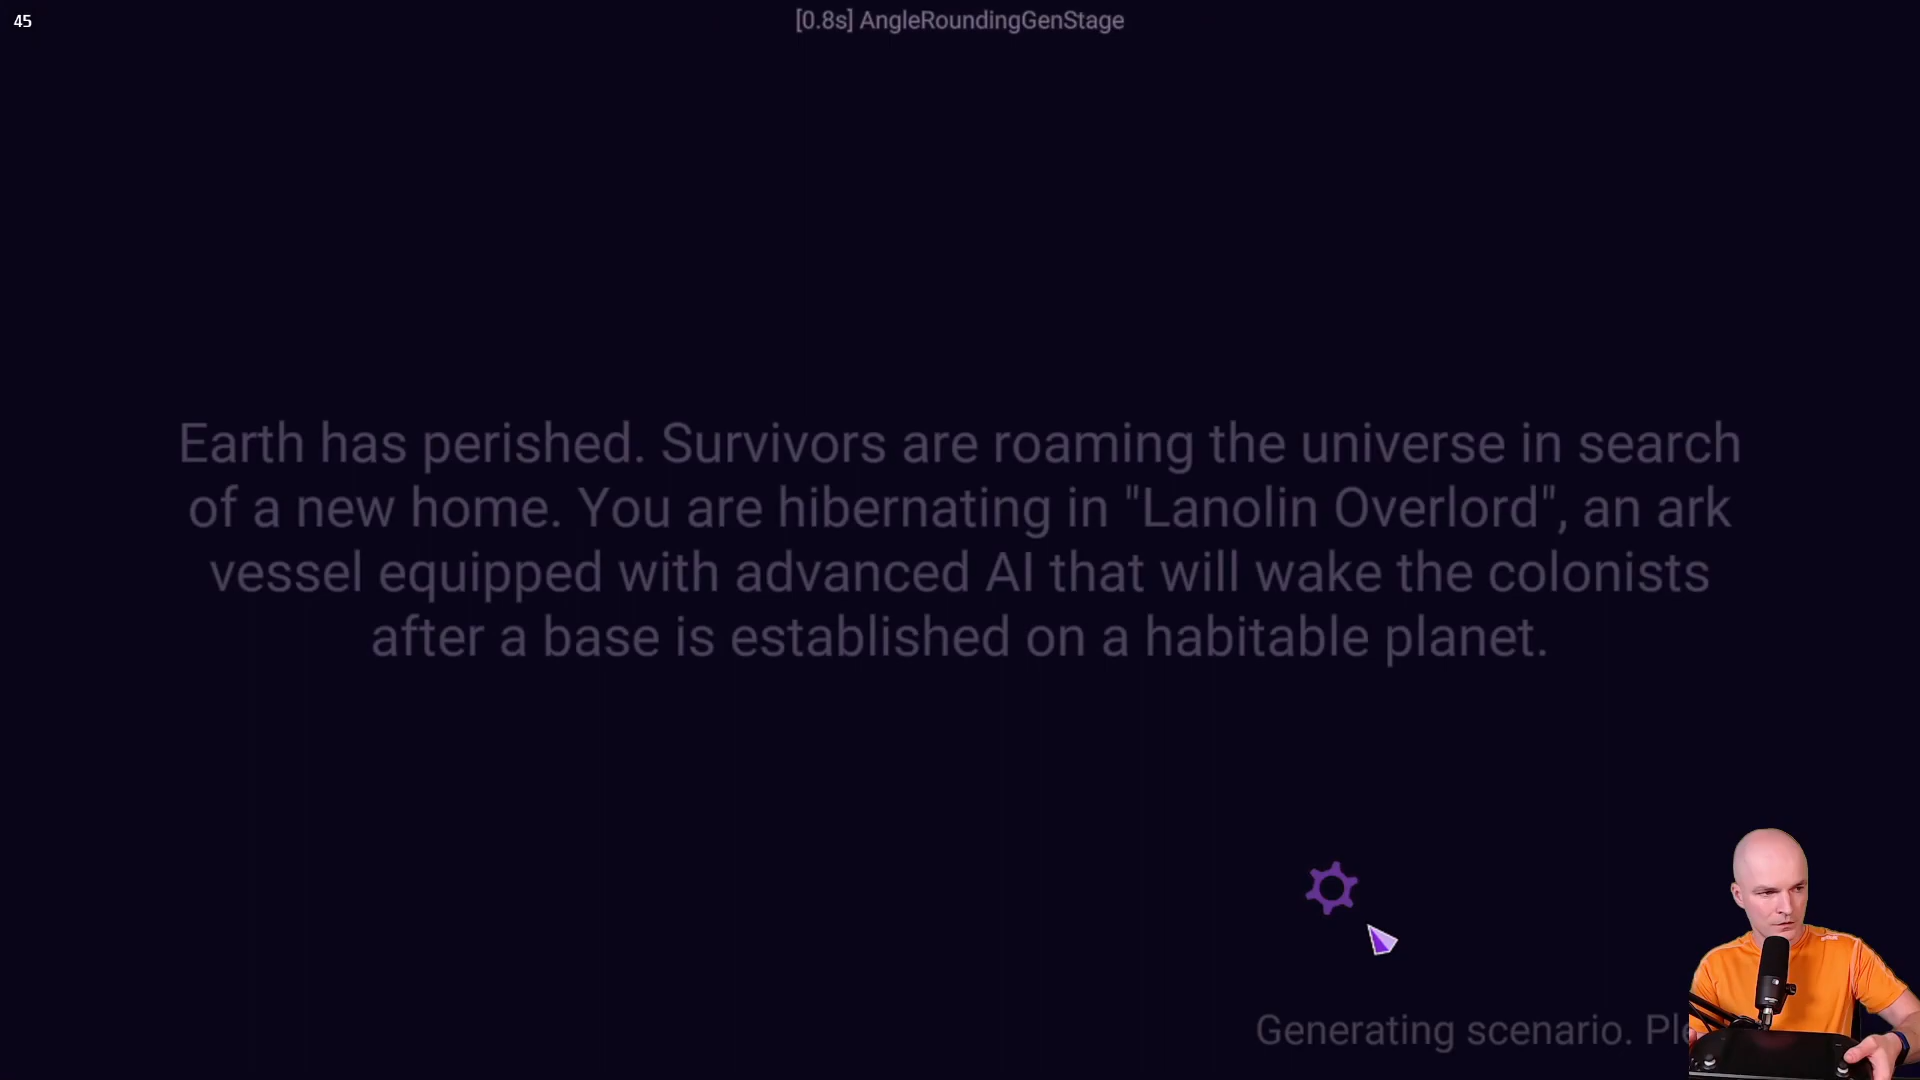 45
[0.8s] AngleRoundingGenStage
Earth has perished. Survivors are roaming the universe in search
of a new home. You are hibernating in "Lanolin Overlord", an ark
vessel equipped with advanced AI that will wake the colonists
after a base is established on a habitable planet.
Generating scenario.